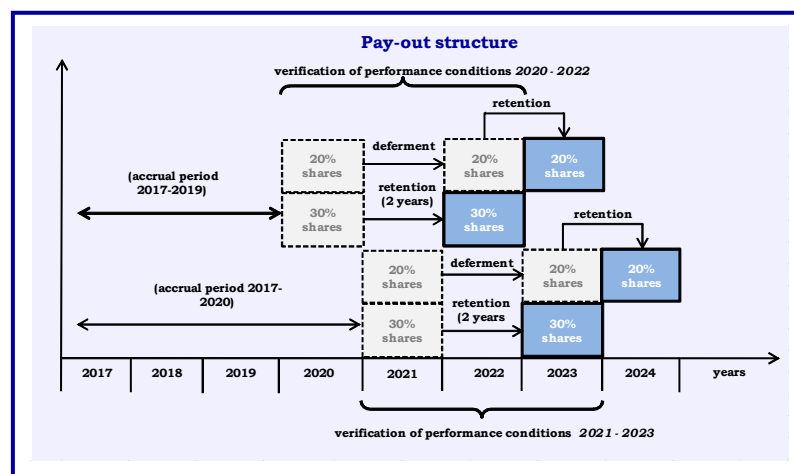 Pay-out structure
verification of performance conditions 2020 - 2022
retention
deferment
20%
shares
20%
shares
20%
shares
(accrual period
2017-2019)
retention
(2 years)
30%
shares
30%
shares
retention
deferment
20%
shares
20%
shares
20%
shares
(accrual period 2017-
2020)
retention
(2 years
30%
shares
30%
shares
2017 2018 2019 2020 2021 2022 2023 2024 years
verification of performance conditions 2021 - 2023